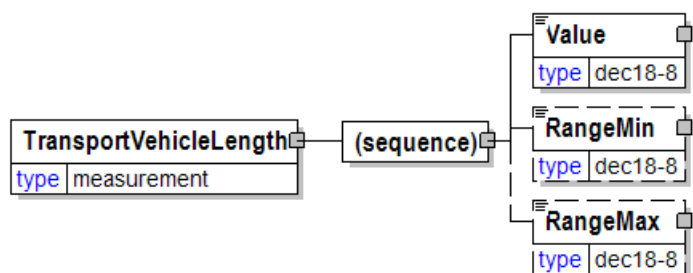 Value
type dec18-8
TransportVehicleLength
type measurement
(sequence)
RangeMin
type dec18-8
RangeMax
type dec18-8